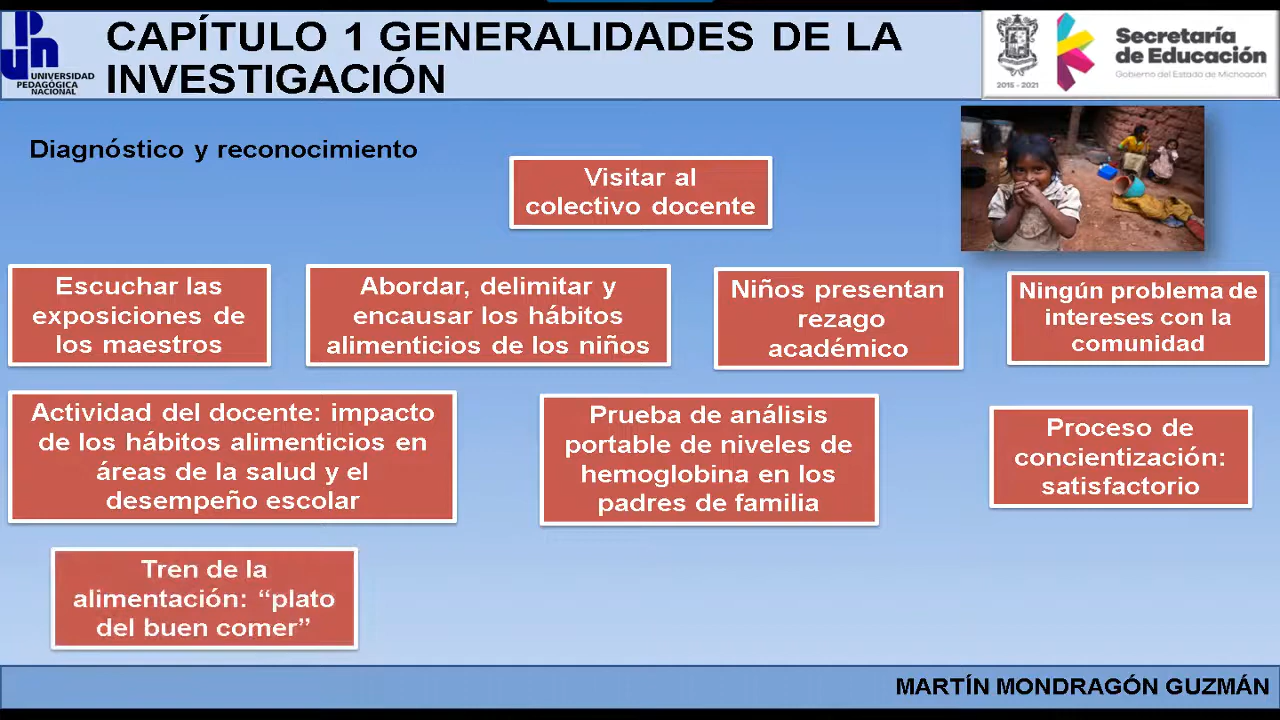 CAPÍTULO 1 GENERALIDADES DE LA
INVESTIGACIÓN
UNIVERSIDAD
PEDAGÓGICA
NACIONAL
2015 - 2021
Secretaría
de Educación
Gobierno del Estado de Michoacán
Diagnóstico y reconocimiento
Visitar al
colectivo docente
Escuchar las
exposiciones de
los maestros
Abordar, delimitar y
encausar los hábitos
alimenticios de los niños
Niños presentan
rezago
académico
Ningún problema de
intereses con la
comunidad
Actividad del docente: impacto
de los hábitos alimenticios en
áreas de la salud y el
desempeño escolar
Prueba de análisis
portable de niveles de
hemoglobina en los
padres de familia
Proceso de
concientización:
satisfactorio
Tren de la
alimentación: “plato
del buen comer”
MARTÍN MONDRAGÓN GUZMÁN